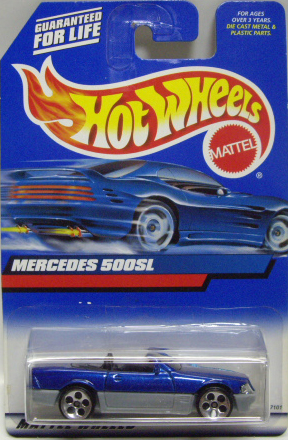 GUARANTEED
FOR LIFE
FOR AGES
OVER 3 YEARS.
DIE CAST METAL &
PLASTIC PARTS.
HOT WHEELS
MATTEL
®
MERCEDES 500SL